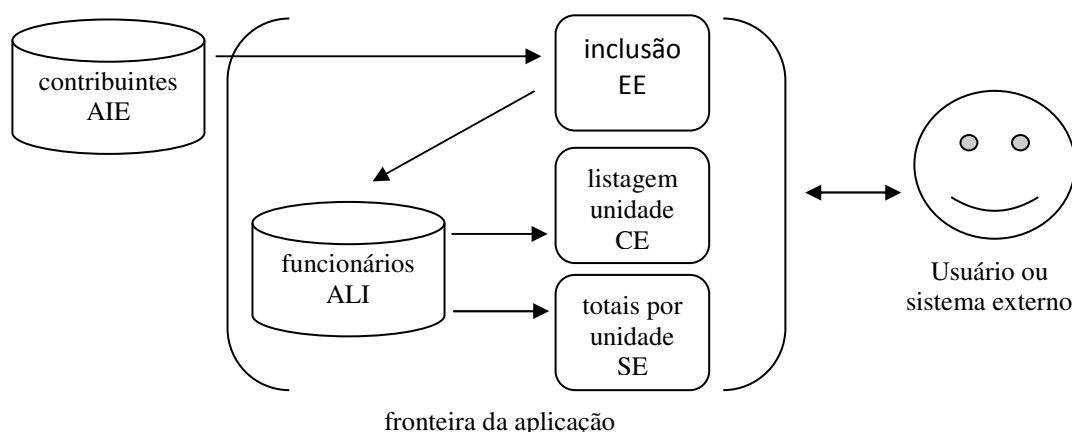 contribuintes
AIE
inclusão
EE
listagem
unidade
CE
funcionários
ALI
totais por
unidade
SE
Usuário ou
sistema externo
fronteira da aplicação